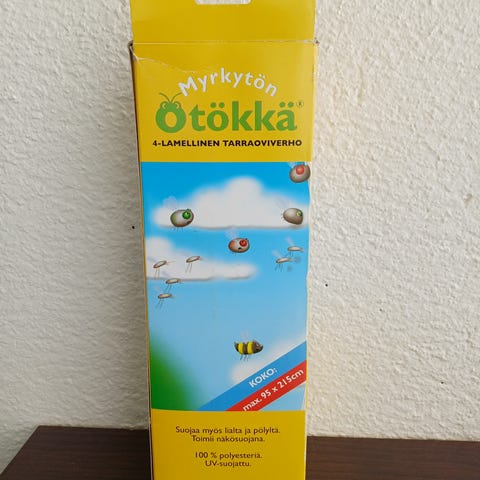 Myrkytön
Ötökkä®
4-LAMELLINEN TARRAOVIVERHO
KOKO:
max. 95 x 215cm
Suojaa myös lialta ja pölyltä.
Toimii näkösuojana.
100 % polyesteriä.
UV-suojattu.